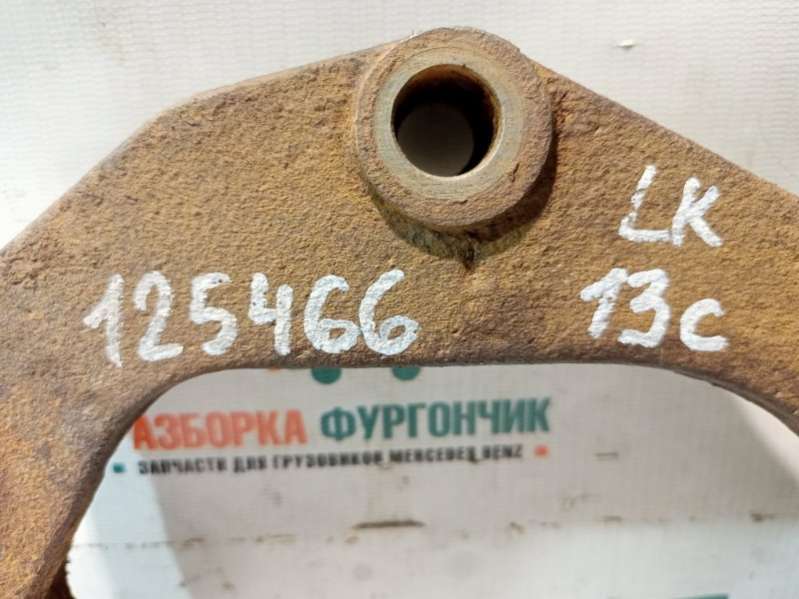 LK
125466 13c
АЗБОРКА ФУРГОНЧИК
ЗАПЧАСТИ ДЛЯ ГРУЗОВИКОВ MERCEDES BENZ